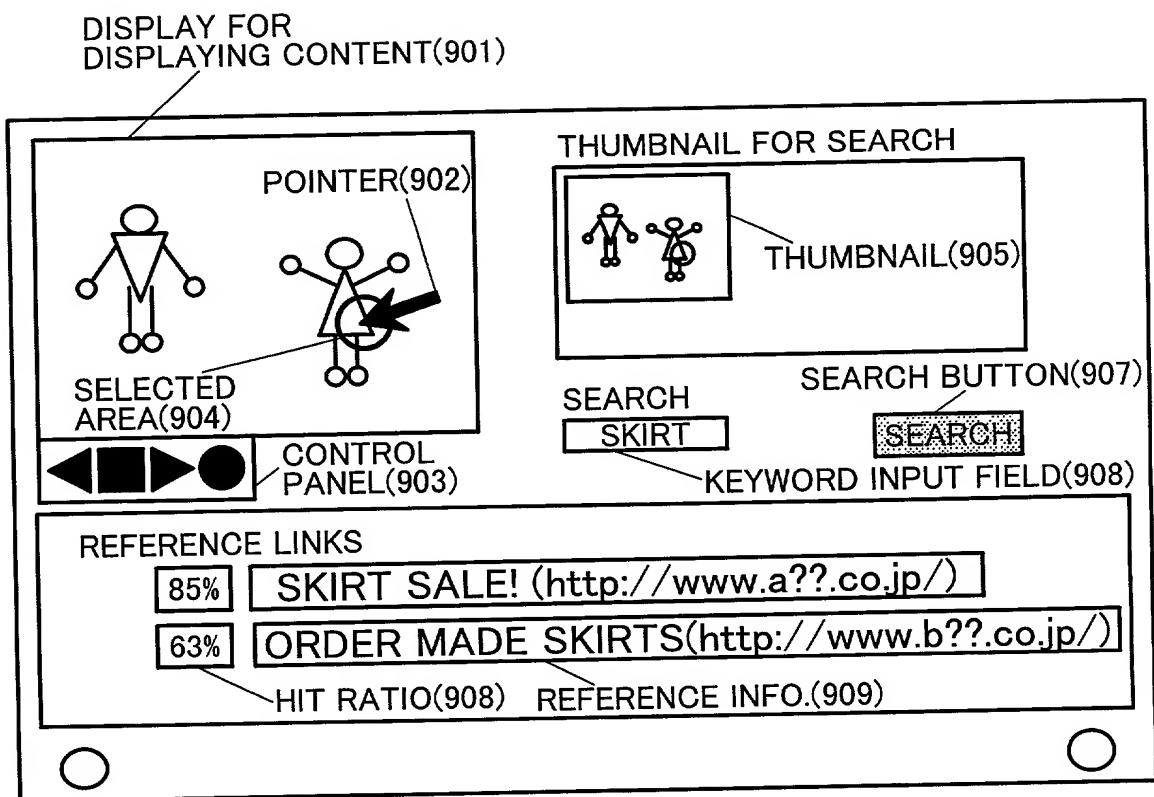 DISPLAY FOR
DISPLAYING CONTENT(901)
POINTER(902)
SELECTED
AREA(904)
CONTROL
PANEL(903)
THUMBNAIL FOR SEARCH
THUMBNAIL(905)
SEARCH BUTTON(907)
SEARCH
SKIRT
SEARCH
KEYWORD INPUT FIELD(908)
REFERENCE LINKS
85% SKIRT SALE! (http://www.a??.co.jp/)
63% ORDER MADE SKIRTS(http://www.b??.co.jp/)
HIT RATIO(908) REFERENCE INFO.(909)